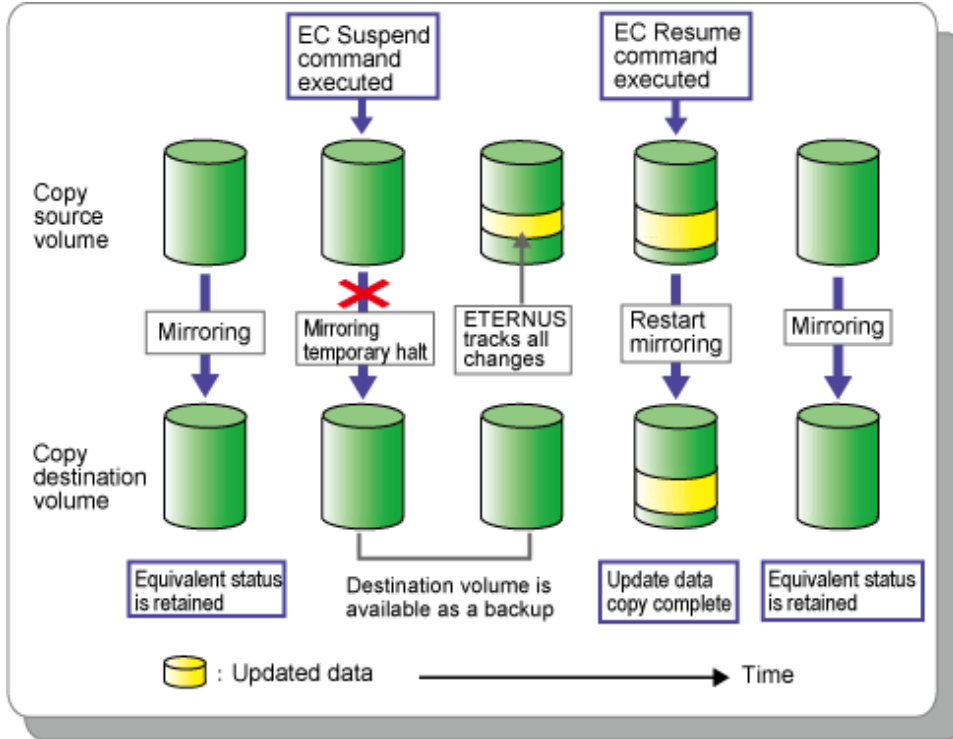 EC Suspend
command
executed
EC Resume
command
executed
Copy
source
volume
Mirroring
Mirroring
temporary halt
ETERNUS
tracks all
changes
Restart
mirroring
Mirroring
Copy
destination
volume
Equivalent status
is retained
Destination volume is
available as a backup
Update data
copy complete
Equivalent status
is retained
: Updated data
Time